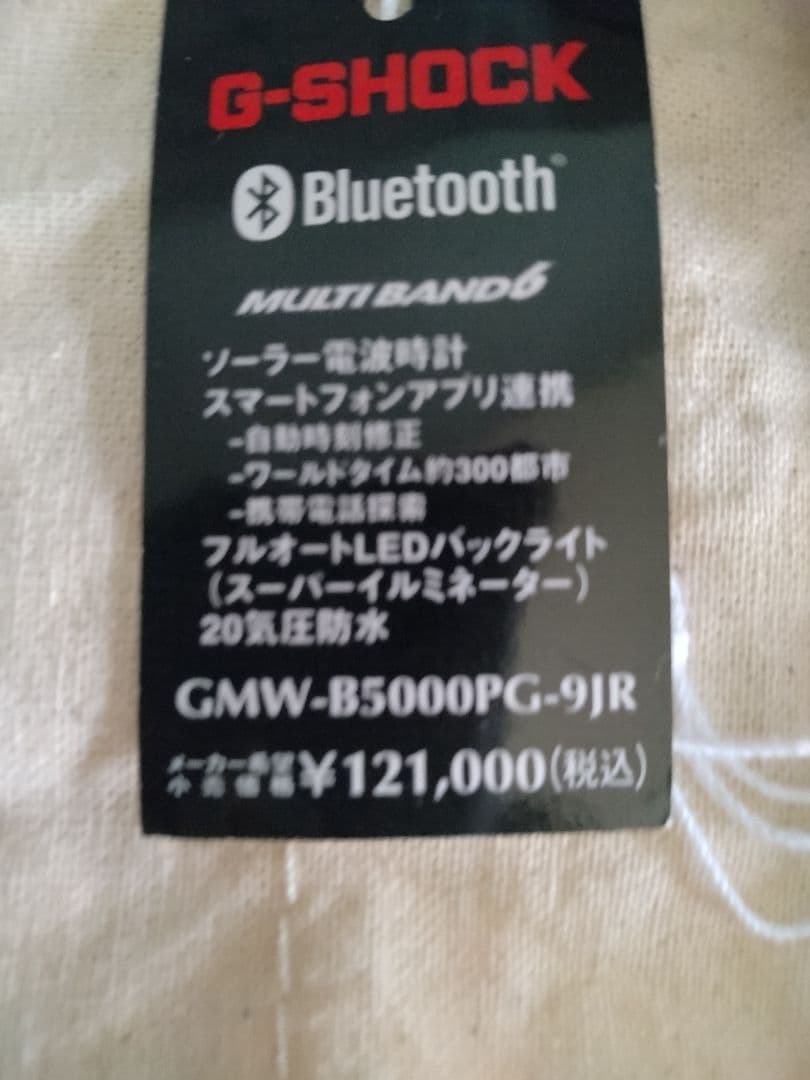 G-SHOCK
Bluetooth®
MULTI BAND 6
ソーラー電波時計
スマートフォンアプリ連携
-自動時刻修正
-ワールドタイム約300都市
-携帯電話探索
フルオートLEDバックライト
(スーパーイルミネーター)
20気圧防水
GMW-B5000PG-9JR
メーカー希望小売価格¥121,000(税込)